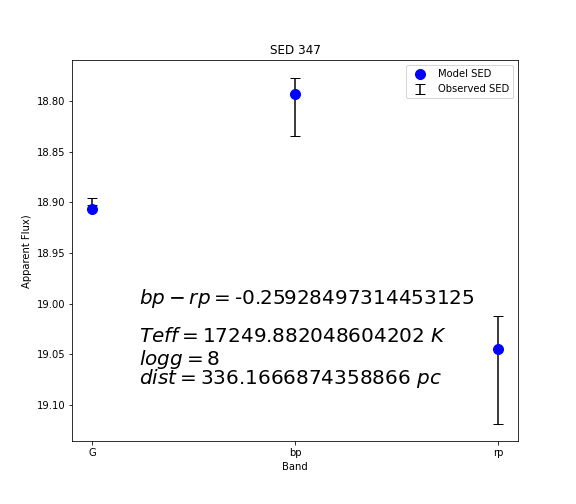 SED 347
Model SED
Observed SED
18.80
18.85
18.90
18.95
19.00
19.05
19.10
Apparent Flux)
bp − rp = -0.25928497314453125
Teff = 17249.882048604202 K
logg = 8
dist = 336.1666874358866 pc
G
bp
rp
Band